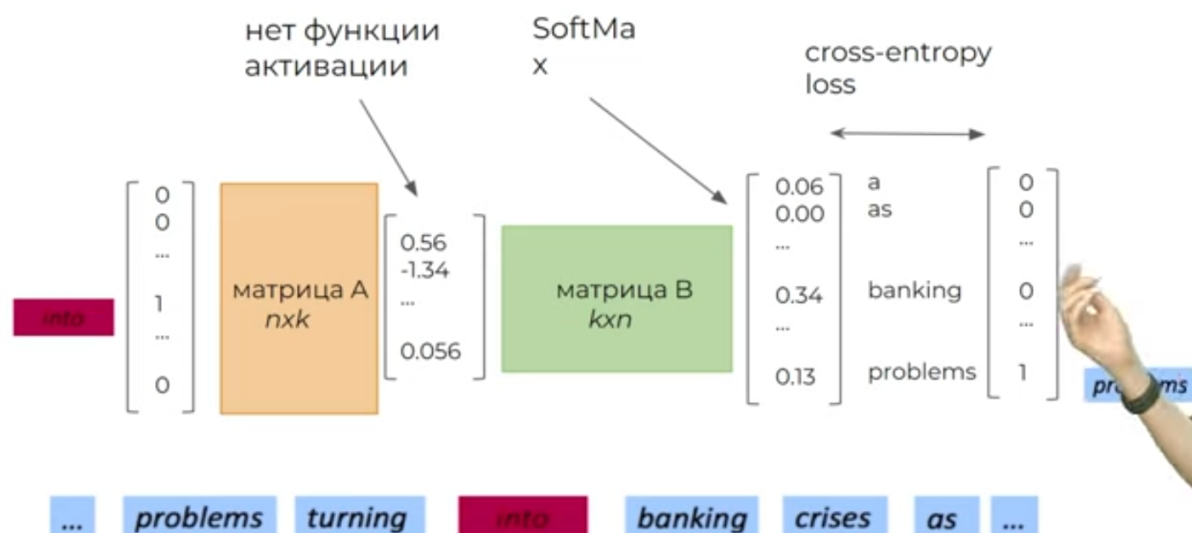 нет функции
активации
SoftMa
x
cross-entropy
loss
into
0
0
...
1
...
0
матрица A
nxk
0.56
-1.34
...
0.056
матрица B
kxn
0.06
0.00
...
0.34
...
0.13
a
as
banking
problems
0
0
...
0
...
1
... problems turning into banking crises as ...